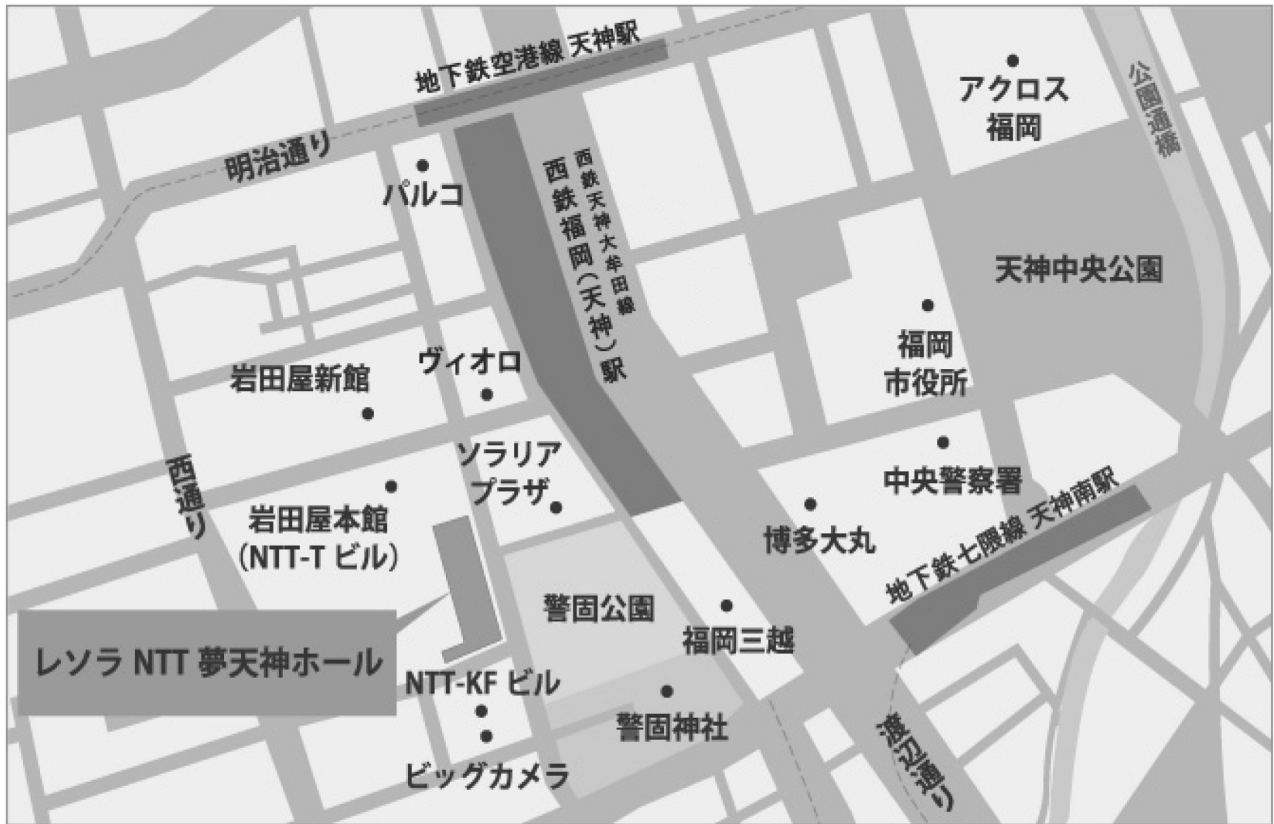 地下鉄空港線 天神駅
アクロス
福岡
公園通橋
明治通り
パルコ
西鉄福岡(天神)駅
西鉄天神大牟田線
天神中央公園
福岡
市役所
ヴィオロ
岩田屋新館
ソラリア
プラザ
中央警察署
西通り
岩田屋本館
(NTT-T ビル)
博多大丸
地下鉄七隈線 天神南駅
警固公園
福岡三越
レソラ NTT 夢天神ホール
NTT-KF ビル
警固神社
渡辺通り
ビッグカメラ